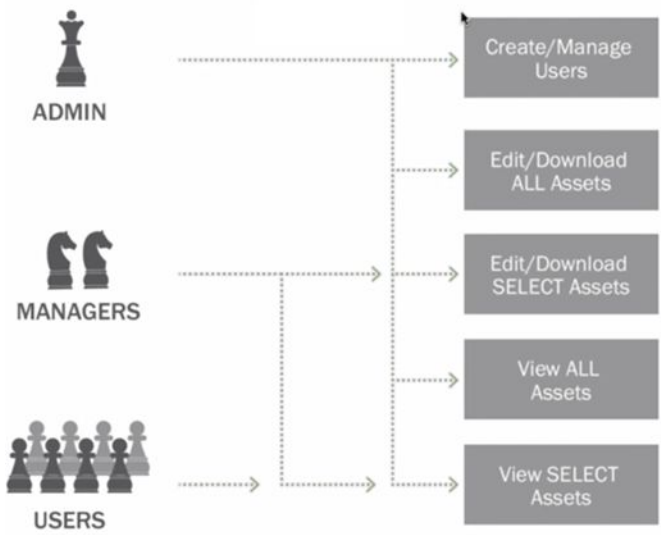 ADMIN
Create/Manage
Users
Edit/Download
ALL Assets
MANAGERS
Edit/Download
SELECT Assets
View ALL
Assets
USERS
View SELECT
Assets